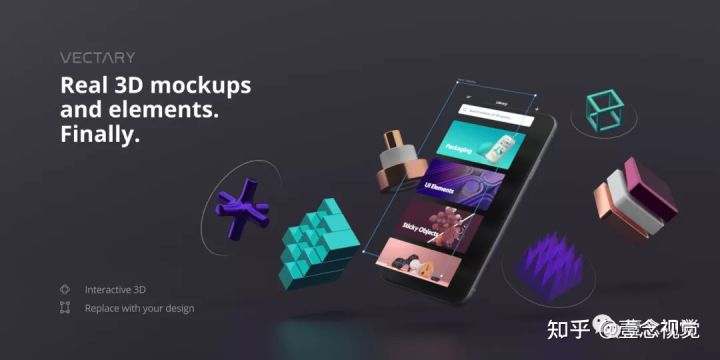 VECTARY
Real 3D mockups
and elements.
Finally.
Library
Packaging
UI Elements
Sticky Objects
Interactive 3D
Replace with your design
知乎 @壹念视觉